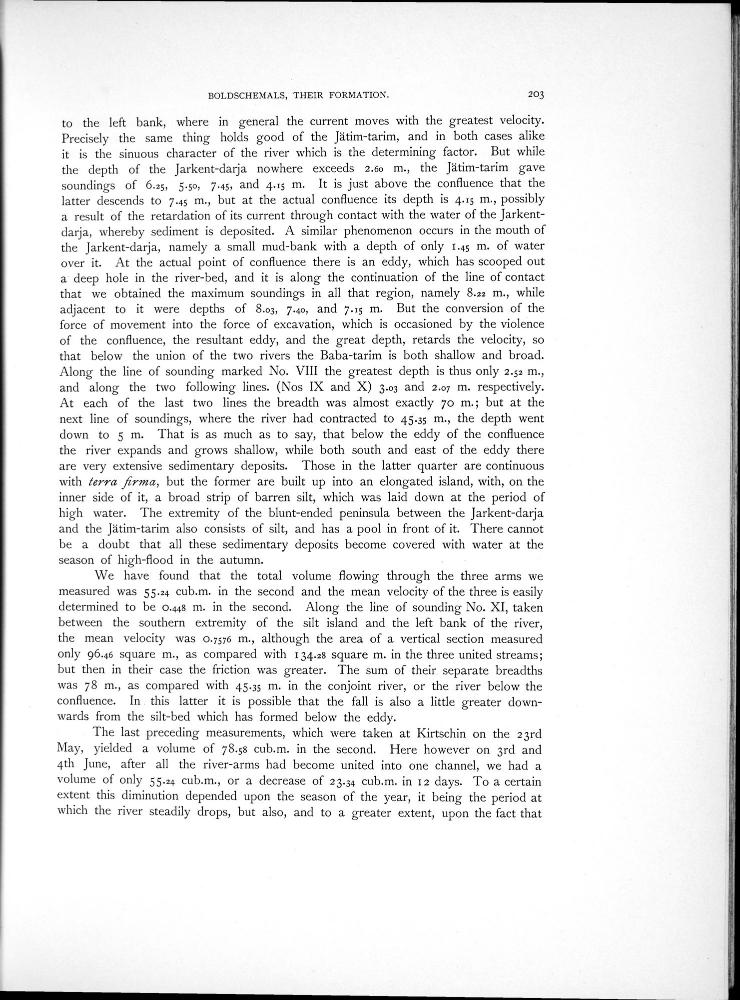 BOLDSCHEMALS, THEIR FORMATION. 203
to the left bank, where in general the current moves with the greatest velocity.
Precisely the same thing holds good of the Jätim-tarim, and in both cases alike
it is the sinuous character of the river which is the determining factor. But while
the depth of the Jarkent-darja nowhere exceeds 2.60 m., the Jätim-tarim gave
soundings of 6.25, 5.50, 7.45, and 4.15 m. It is just above the confluence that the
latter descends to 7.45 m., but at the actual confluence its depth is 4.15 m., possibly
a result of the retardation of its current through contact with the water of the Jarkent-
darja, whereby sediment is deposited. A similar phenomenon occurs in the mouth of
the Jarkent-darja, namely a small mud-bank with a depth of only 1.45 m. of water
over it. At the actual point of confluence there is an eddy, which has scooped out
a deep hole in the river-bed, and it is along the continuation of the line of contact
that we obtained the maximum soundings in all that region, namely 8.22 m., while
adjacent to it were depths of 8.03, 7.40, and 7.15 m. But the conversion of the
force of movement into the force of excavation, which is occasioned by the violence
of the confluence, the resultant eddy, and the great depth, retards the velocity, so
that below the union of the two rivers the Baba-tarim is both shallow and broad.
Along the line of sounding marked No. VIII the greatest depth is thus only 2.52 m.,
and along the two following lines. (Nos IX and X) 3.03 and 2.07 m. respectively.
At each of the last two lines the breadth was almost exactly 70 m.; but at the
next line of soundings, where the river had contracted to 45.35 m., the depth went
down to 5 m. That is as much as to say, that below the eddy of the confluence
the river expands and grows shallow, while both south and east of the eddy there
are very extensive sedimentary deposits. Those in the latter quarter are continuous
with terra firma, but the former are built up into an elongated island, with, on the
inner side of it, a broad strip of barren silt, which was laid down at the period of
high water. The extremity of the blunt-ended peninsula between the Jarkent-darja
and the Jätim-tarim also consists of silt, and has a pool in front of it. There cannot
be a doubt that all these sedimentary deposits become covered with water at the
season of high-flood in the autumn.
We have found that the total volume flowing through the three arms we
measured was 55.24 cub.m. in the second and the mean velocity of the three is easily
determined to be 0.448 m. in the second. Along the line of sounding No. XI, taken
between the southern extremity of the silt island and the left bank of the river,
the mean velocity was 0.7576 m., although the area of a vertical section measured
only 96.46 square m., as compared with 134.28 square m. in the three united streams;
but then in their case the friction was greater. The sum of their separate breadths
was 78 m., as compared with 45.35 m. in the conjoint river, or the river below the
confluence. In this latter it is possible that the fall is also a little greater down-
wards from the silt-bed which has formed below the eddy.
The last preceding measurements, which were taken at Kirtschin on the 23rd
May, yielded a volume of 78.58 cub.m. in the second. Here however on 3rd and
4th June, after all the river-arms had become united into one channel, we had a
volume of only 55.24 cub.m., or a decrease of 23.34 cub.m. in 12 days. To a certain
extent this diminution depended upon the season of the year, it being the period at
which the river steadily drops, but also, and to a greater extent, upon the fact that